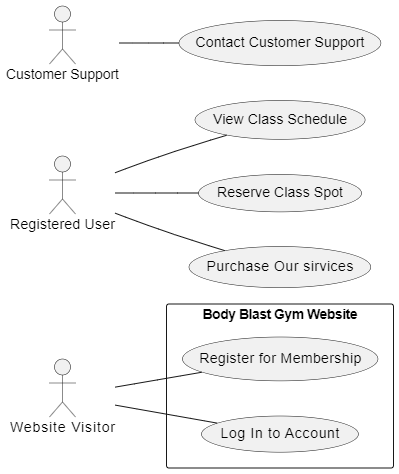 Contact Customer Support
Customer Support
View Class Schedule
Reserve Class Spot
Registered User
Purchase Our sirvices
Body Blast Gym Website
Register for Membership
Website Visitor
Log In to Account